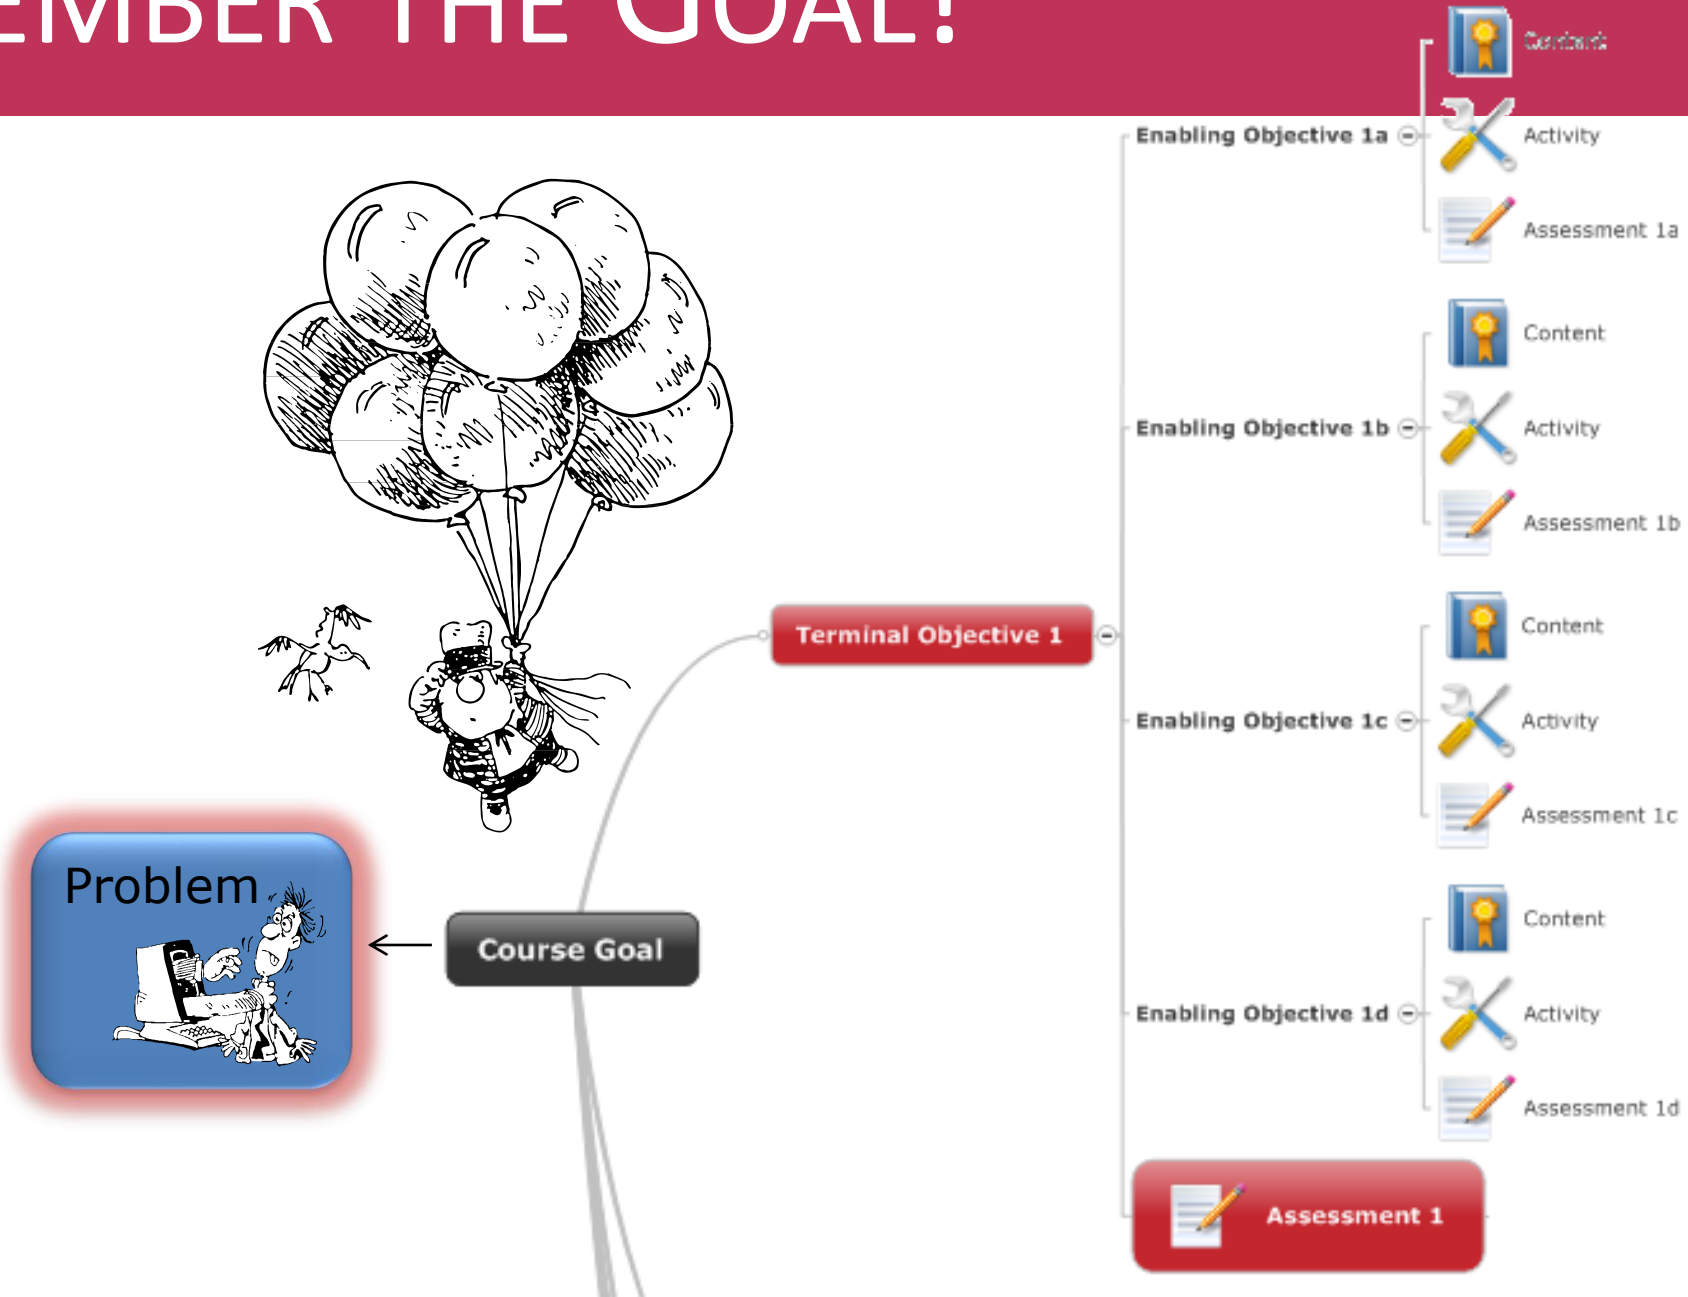 EMBER THE GOAL!
Content
Enabling Objective 1a
Activity
Assessment 1a
Content
Enabling Objective 1b
Activity
Assessment 1b
Content
Terminal Objective 1
Enabling Objective 1c
Activity
Assessment 1c
Problem
Course Goal
Content
Enabling Objective 1d
Activity
Assessment 1d
Assessment 1